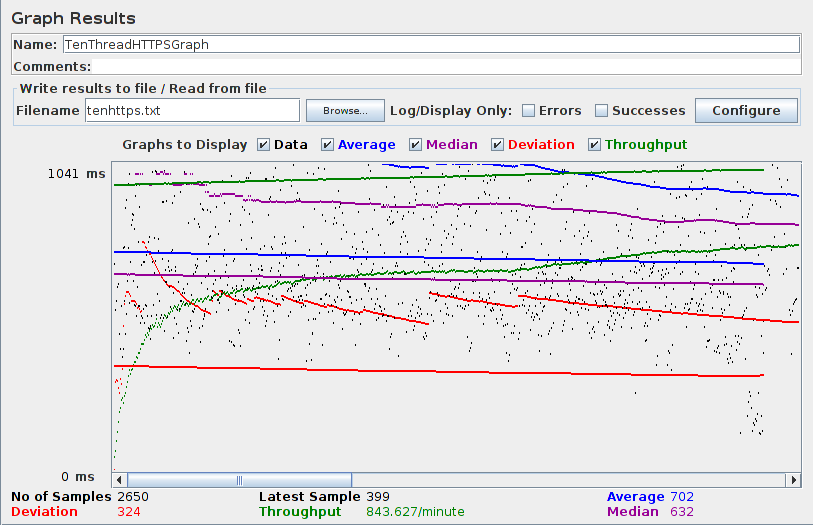 Graph Results
Name: TenThreadHTTPSGraph
Comments:
Write results to file / Read from file
Filename tenhttps.txt Browse... Log/Display Only: Errors Successes Configure
Graphs to Display Data Average Median Deviation Throughput
1041 ms
0 ms
No of Samples 2650 Latest Sample 399 Average 702
Deviation 324 Throughput 843.627/minute Median 632